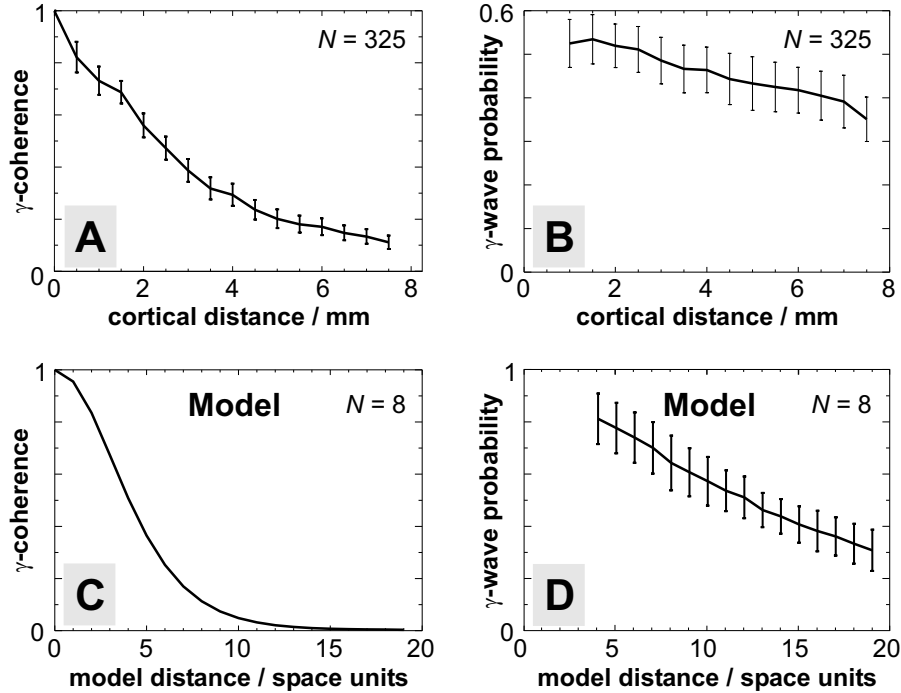 1
γ-coherence
N = 325
A
0
0 2 4 6 8
cortical distance / mm
0.6
γ-wave probability
N = 325
B
0
0 2 4 6 8
cortical distance / mm
1
γ-coherence
Model
N = 8
C
0
0 5 10 15 20
model distance / space units
1
γ-wave probability
Model
N = 8
D
0
0 5 10 15 20
model distance / space units